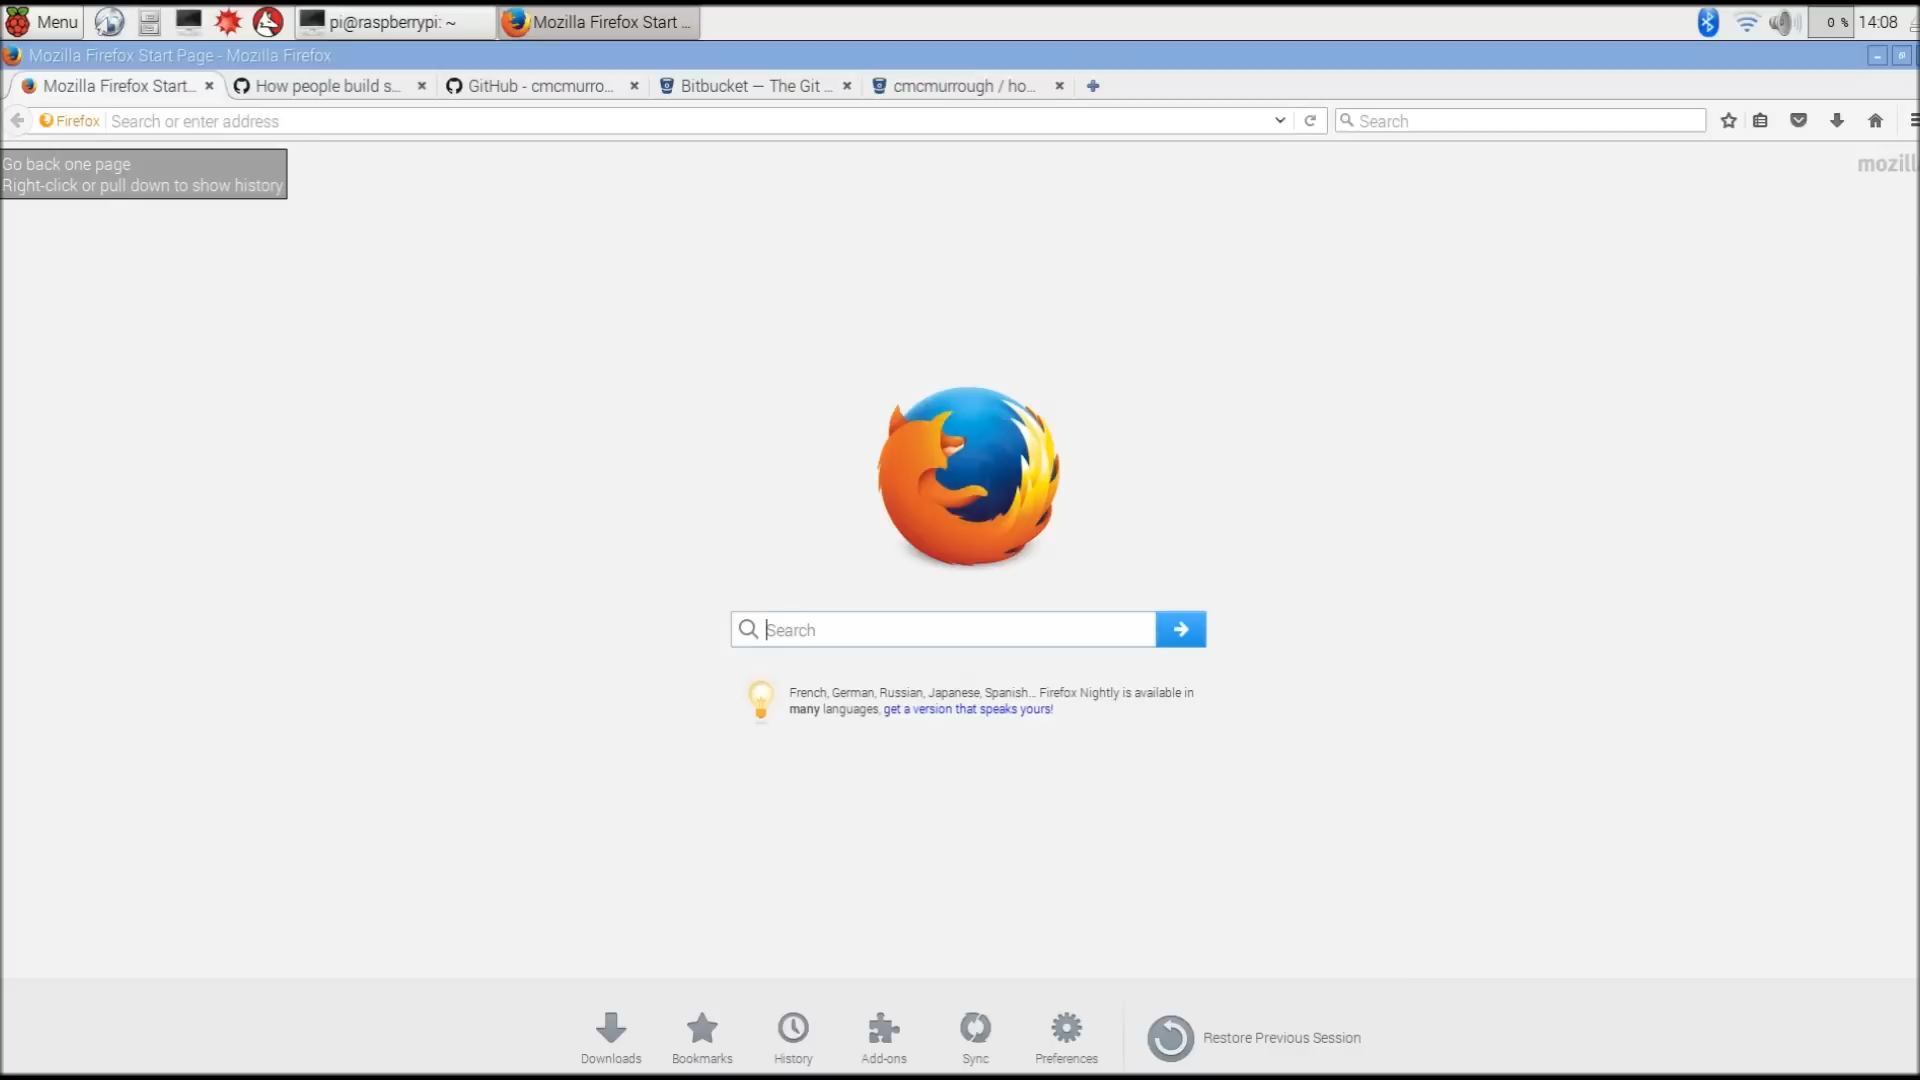 Menu pi@raspberrypi: ~ Mozilla Firefox Start ... 0 % 14:08
Mozilla Firefox Start Page - Mozilla Firefox
Mozilla Firefox Start... How people build s... GitHub - cmcmurro... Bitbucket — The Git ... cmcmurrough / ho...
Firefox Search or enter address Search
Go back one page
Right-click or pull down to show history
mozill
Search
French, German, Russian, Japanese, Spanish... Firefox Nightly is available in
many languages, get a version that speaks yours!
Downloads Bookmarks History Add-ons Sync Preferences Restore Previous Session